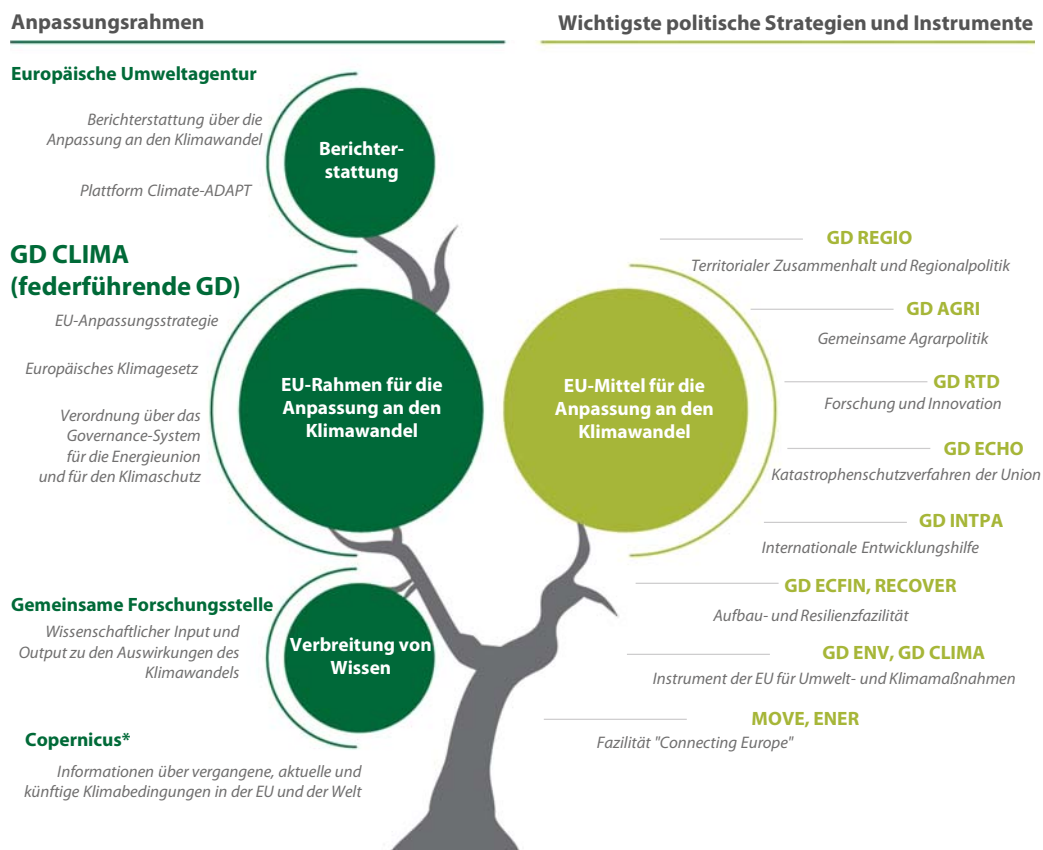 Anpassungsrahmen
Europäische Umweltagentur
Berichterstattung über die
Anpassung an den Klimawandel
Plattform Climate-ADAPT
Berichter-
stattung
GD CLIMA
(federführende GD)
EU-Anpassungsstrategie
Europäisches Klimagesetz
Verordnung über das
Governance-System
für die Energieunion
und für den Klimaschutz
EU-Rahmen für die
Anpassung an den
Klimawandel
Gemeinsame Forschungsstelle
Wissenschaftlicher Input und
Output zu den Auswirkungen des
Klimawandels
Verbreitung von
Wissen
Copernicus*
Informationen über vergangene, aktuelle und
künftige Klimabedingungen in der EU und der Welt
Wichtigste politische Strategien und Instrumente
EU-Mittel für die
Anpassung an den
Klimawandel
GD REGIO
Territorialer Zusammenhalt und Regionalpolitik
GD AGRI
Gemeinsame Agrarpolitik
GD RTD
Forschung und Innovation
GD ECHO
Katastrophenschutzverfahren der Union
GD INTPA
Internationale Entwicklungshilfe
GD ECFIN, RECOVER
Aufbau- und Resilienzfazilität
GD ENV, GD CLIMA
Instrument der EU für Umwelt- und Klimamaßnahmen
MOVE, ENER
Fazilität "Connecting Europe"